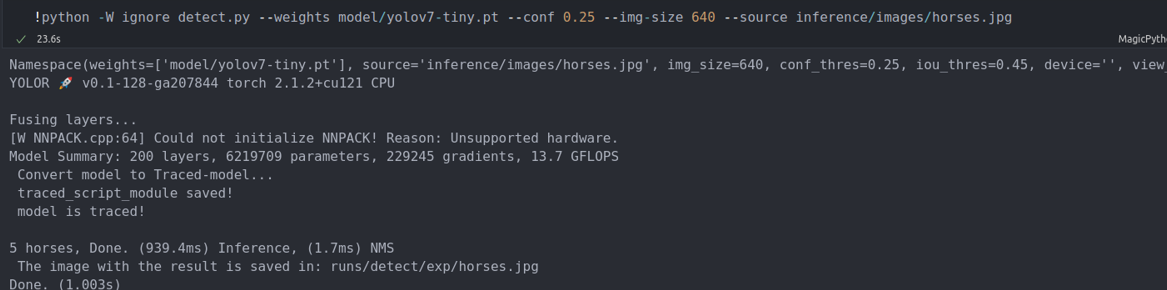 !python -W ignore detect.py --weights model/yolov7-tiny.pt --conf 0.25 --img-size 640 --source inference/images/horses.jpg
✓ 23.6s
Namespace(weights=['model/yolov7-tiny.pt'], source='inference/images/horses.jpg', img_size=640, conf_thres=0.25, iou_thres=0.45, device='', view_
YOLOR 🚀 v0.1-128-ga207844 torch 2.1.2+cu121 CPU
Fusing layers...
[W NNPACK.cpp:64] Could not initialize NNPACK! Reason: Unsupported hardware.
Model Summary: 200 layers, 6219709 parameters, 229245 gradients, 13.7 GFLOPS
Convert model to Traced-model...
traced_script_module saved!
model is traced!
5 horses, Done. (939.4ms) Inference, (1.7ms) NMS
The image with the result is saved in: runs/detect/exp/horses.jpg
Done. (1.003s)